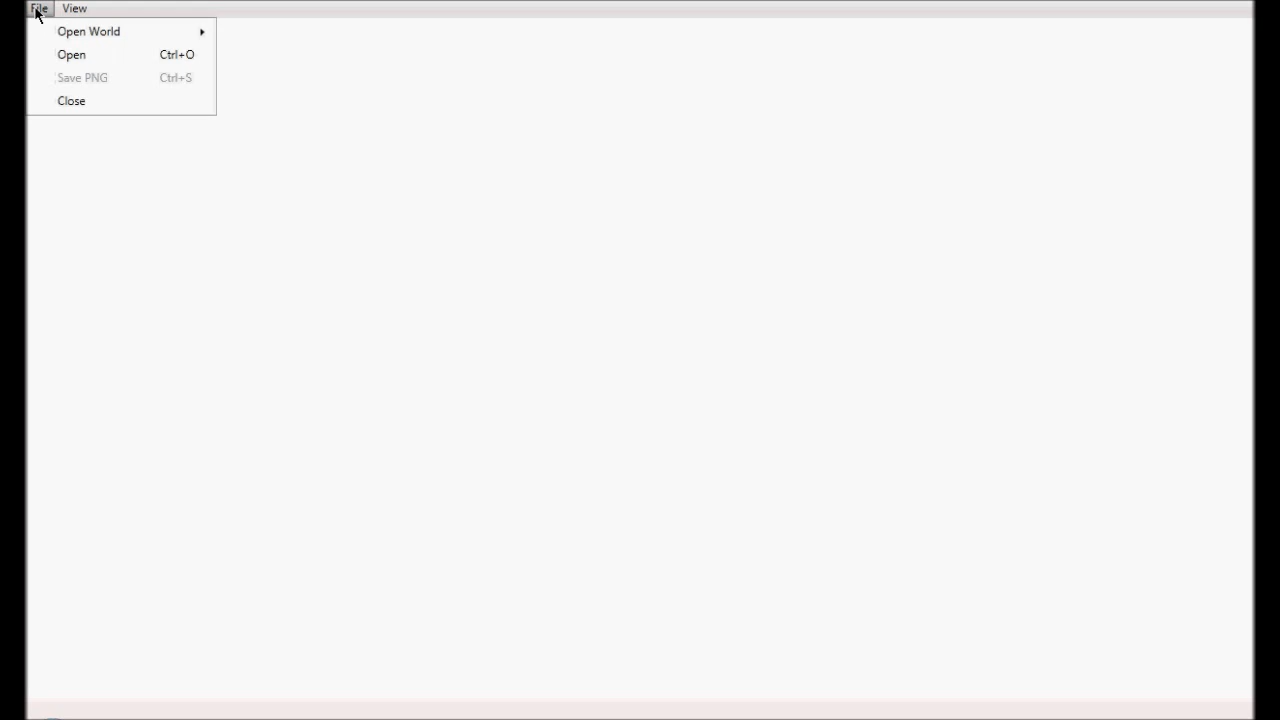 File View
Open World
Open Ctrl+O
Save PNG Ctrl+S
Close